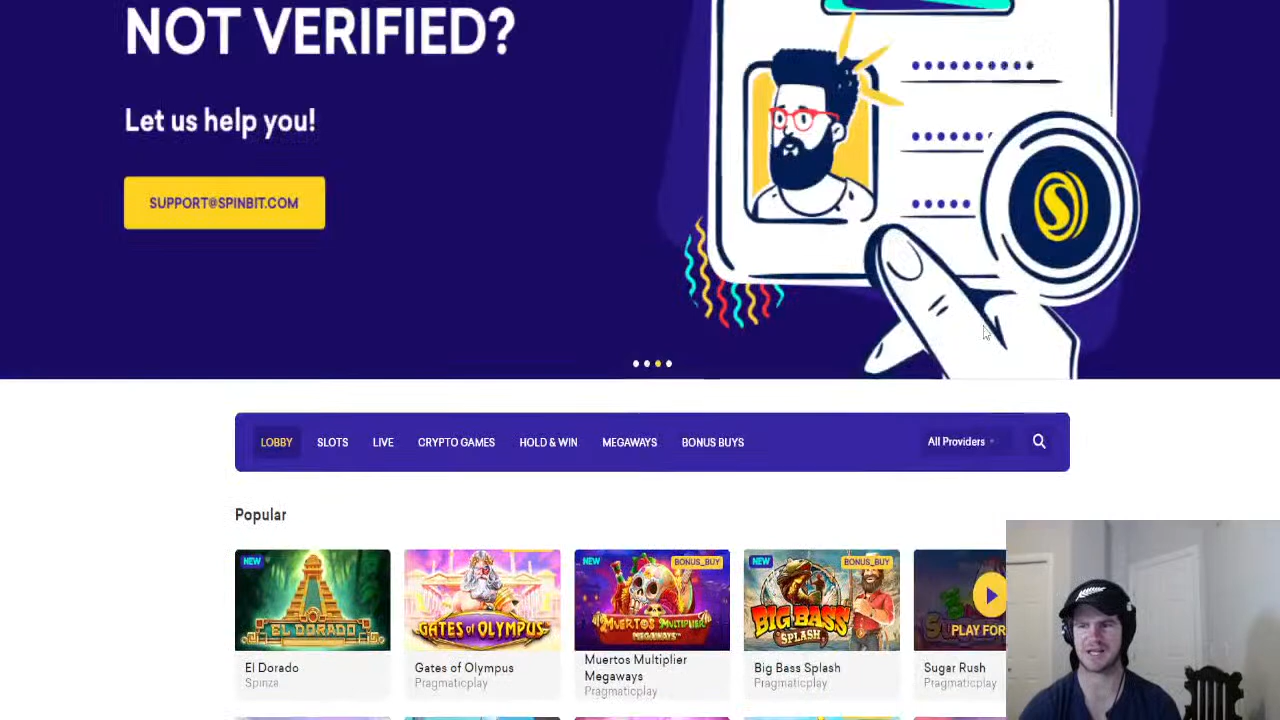 NOT VERIFIED?
Let us help you!
SUPPORT@SPINBIT.COM
LOBBY SLOTS LIVE CRYPTO GAMES HOLD & WIN MEGAWAYS BONUS BUYS All Providers
Popular
NEW
EL DORADO
GATES of OLYMPUS
NEW BONUS_BUY
MUERTOS MULTIPLIER
MEGAWAYS™
NEW BONUS_BUY
BIG BASS
SPLASH
PLAY FOR
El Dorado
Spinza
Gates of Olympus
Pragmaticplay
Muertos Multiplier
Megaways
Pragmaticplay
Big Bass Splash
Pragmaticplay
Sugar Rush
Pragmaticplay